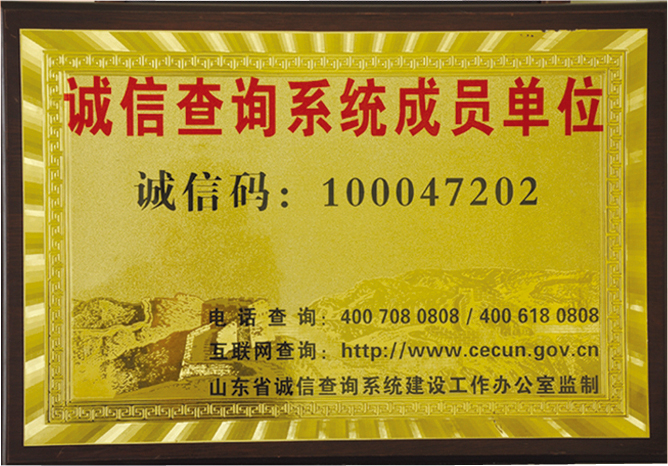 诚信查询系统成员单位
诚信码：100047202
电话查询：400 708 0808 / 400 618 0808
互联网查询：http://www.cecun.gov.cn
山东省诚信查询系统建设工作办公室监制